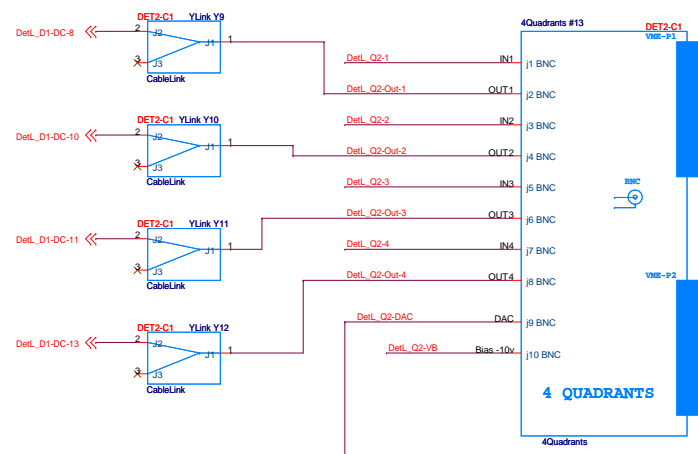 DET2-C1 YLink Y9
DetL_D1-DC-8
2
J2
J1
1
3
J3
CableLink
DET2-C1 YLink Y10
DetL_D1-DC-10
2
J2
J1
1
3
J3
CableLink
DET2-C1 YLink Y11
DetL_D1-DC-11
2
J2
J1
1
3
J3
CableLink
DET2-C1 YLink Y12
DetL_D1-DC-13
2
J2
J1
1
3
J3
CableLink
4Quadrants #13
DET2-C1
VME-P1
DetL_Q2-1 IN1 j1 BNC
DetL_Q2-Out-1 OUT1 j2 BNC
DetL_Q2-2 IN2 j3 BNC
DetL_Q2-Out-2 OUT2 j4 BNC
DetL_Q2-3 IN3 j5 BNC
BNC
DetL_Q2-Out-3 OUT3 j6 BNC
DetL_Q2-4 IN4 j7 BNC
DetL_Q2-Out-4 OUT4 j8 BNC
VME-P2
DetL_Q2-DAC DAC j9 BNC
DetL_Q2-VB Bias -10v j10 BNC
4 QUADRANTS
4Quadrants